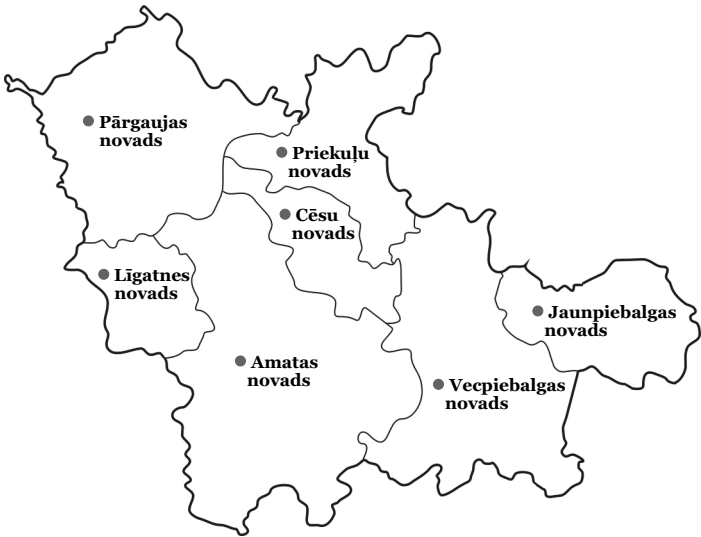 Pārgaujas
novads
Priekuļu
novads
Cēsu
novads
Līgatnes
novads
Jaunpiebalgas
novads
Amatas
novads
Vecpiebalgas
novads